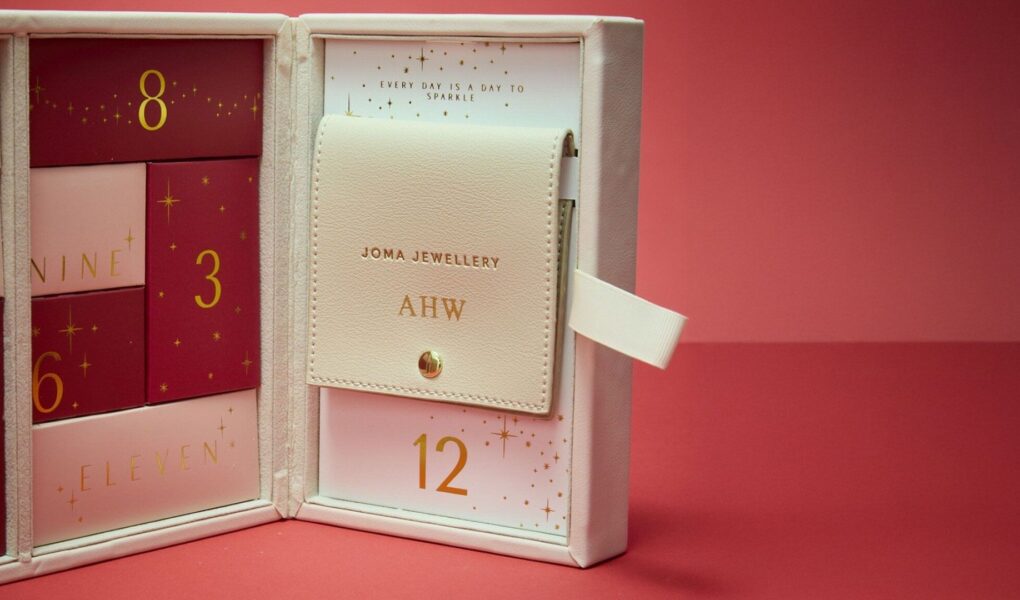 8
NINE
3
6
ELEVEN
EVERY DAY IS A DAY TO
SPARKLE
JOMA JEWELLERY
AHW
12